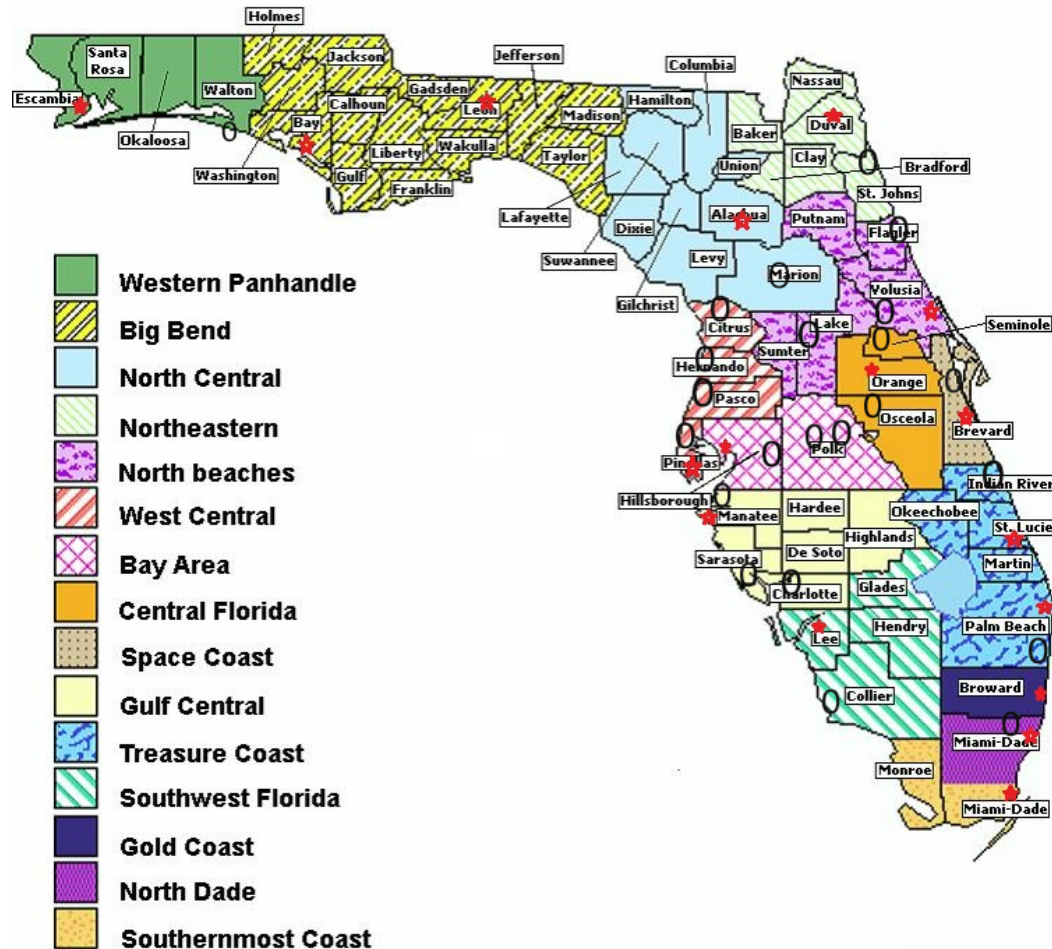 Holmes
Santa
Rosa
Jackson
Jefferson
Columbia
Nassau
Escambia
Walton
Gadsden
Hamilton
Okaloosa
Calhoun
Leon
Madison
Duval
Bay
Baker
Washington
Liberty
Wakulla
Taylor
Union
Clay
Bradford
Gulf
Franklin
St. Johns
Lafayette
Dixie
Alachua
Putnam
Flagler
Suwannee
Levy
Marion
Gilchrist
Volusia
Citrus
Lake
Seminole
Hernando
Sumter
Orange
Pasco
Osceola
Brevard
Pinellas
Polk
Hillsborough
Indian River
Manatee
Hardee
Okeechobee
St. Lucie
Highlands
Sarasota
De Soto
Martin
Charlotte
Glades
Lee
Hendry
Palm Beach
Collier
Broward
Monroe
Miami-Dade
Miami-Dade
Western Panhandle
Big Bend
North Central
Northeastern
North beaches
West Central
Bay Area
Central Florida
Space Coast
Gulf Central
Treasure Coast
Southwest Florida
Gold Coast
North Dade
Southernmost Coast